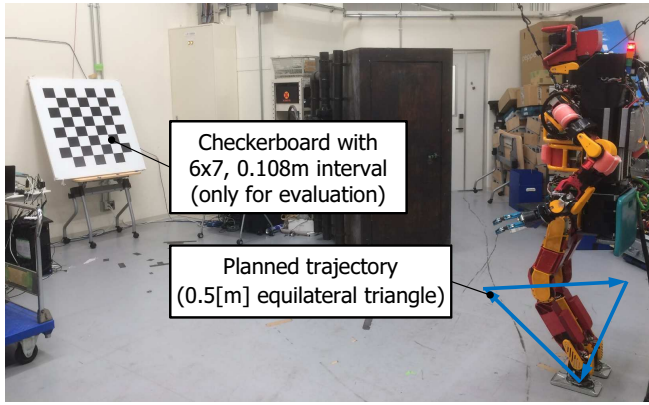 Checkerboard with
6x7, 0.108m interval
(only for evaluation)
Planned trajectory
(0.5[m] equilateral triangle)